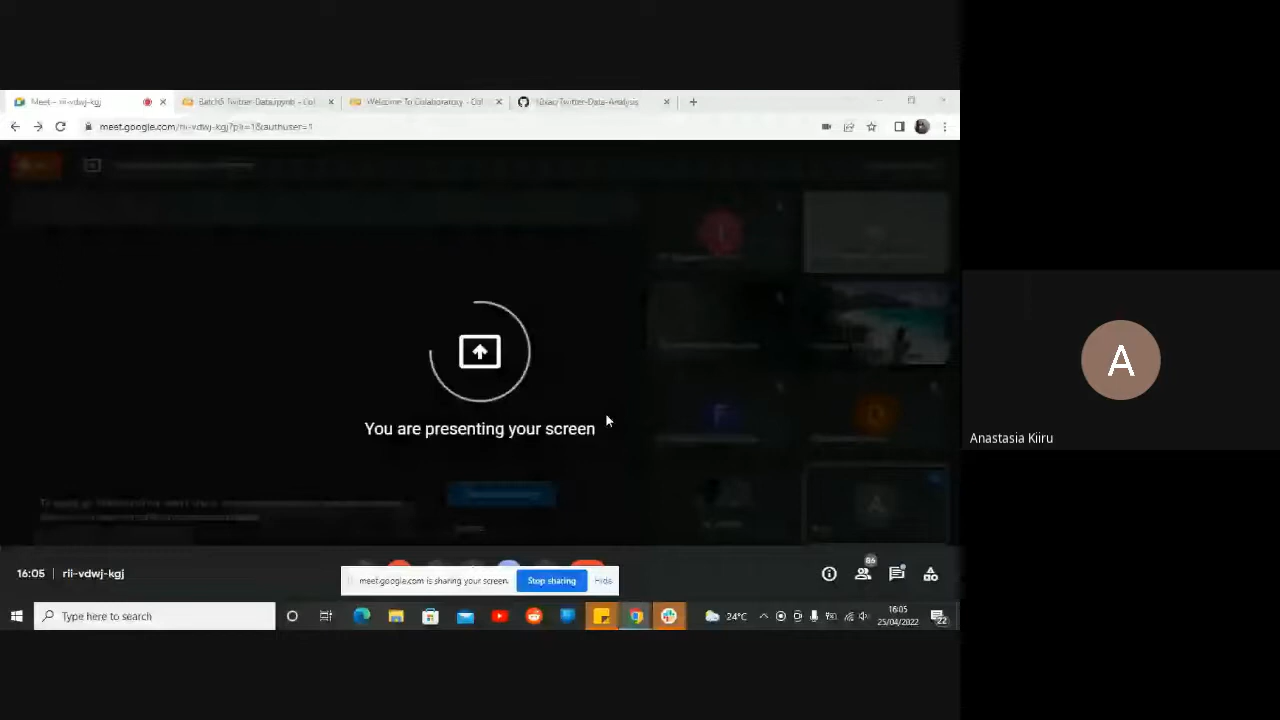 Meet – rii-vdwj-kgj
Batch5 Twitter Data.ipynb - Col
Welcome To Colaboratory - Col
10xac/Twitter-Data-Analysis
meet.google.com/rii-vdwj-kgj?pli=1&authuser=1
You are presenting your screen
A
Anastasia Kiiru
16:05 | rii-vdwj-kgj
86
meet.google.com is sharing your screen.
Stop sharing
Hide
Type here to search
24°C
16:05
25/04/2022
22